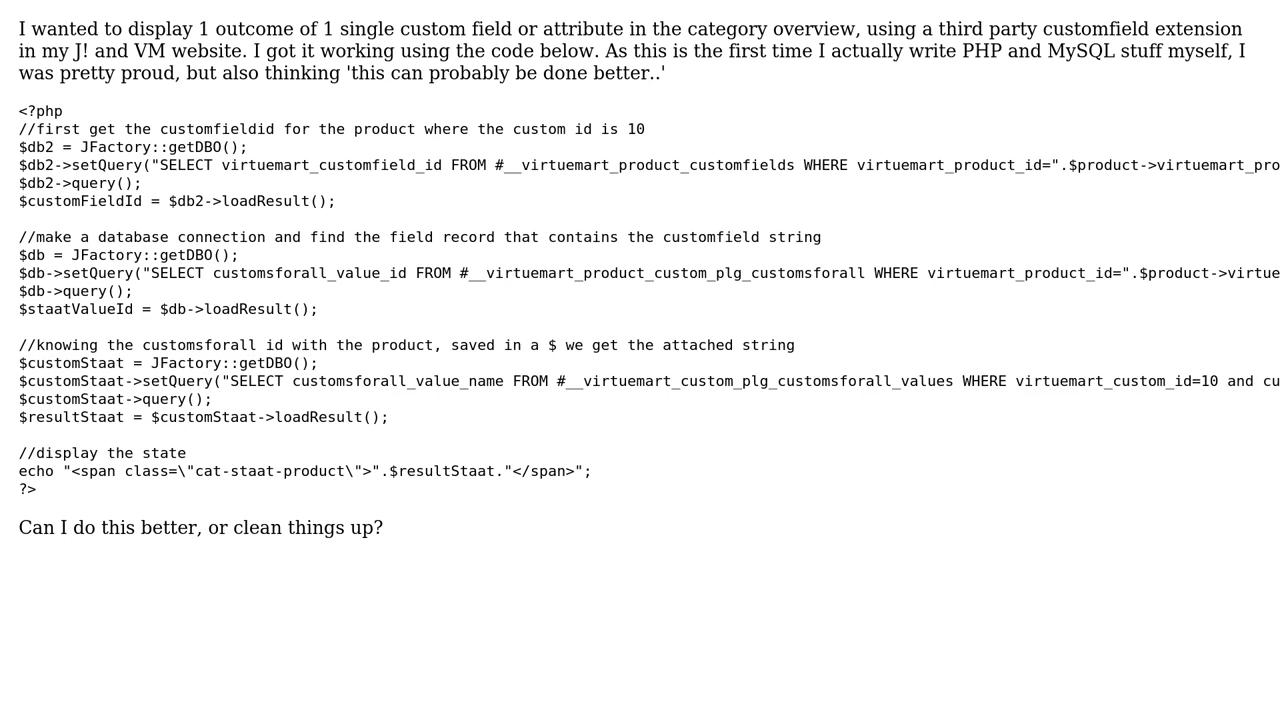 I wanted to display 1 outcome of 1 single custom field or attribute in the category overview, using a third party customfield extension
in my J! and VM website. I got it working using the code below. As this is the first time I actually write PHP and MySQL stuff myself, I
was pretty proud, but also thinking 'this can probably be done better..'
<?php
//first get the customfieldid for the product where the custom id is 10
$db2 = JFactory::getDBO();
$db2->setQuery("SELECT virtuemart_customfield_id FROM #__virtuemart_product_customfields WHERE virtuemart_product_id=".$product->virtuemart_pro
$db2->query();
$customFieldId = $db2->loadResult();
//make a database connection and find the field record that contains the customfield string
$db = JFactory::getDBO();
$db->setQuery("SELECT customsforall_value_id FROM #__virtuemart_product_custom_plg_customsforall WHERE virtuemart_product_id=".$product->virtue
$db->query();
$staatValueId = $db->loadResult();
//knowing the customsforall id with the product, saved in a $ we get the attached string
$customStaat = JFactory::getDBO();
$customStaat->setQuery("SELECT customsforall_value_name FROM #__virtuemart_custom_plg_customsforall_values WHERE virtuemart_custom_id=10 and cu
$customStaat->query();
$resultStaat = $customStaat->loadResult();
//display the state
echo "<span class=\"cat-staat-product\">".$resultStaat."</span>";
?>
Can I do this better, or clean things up?